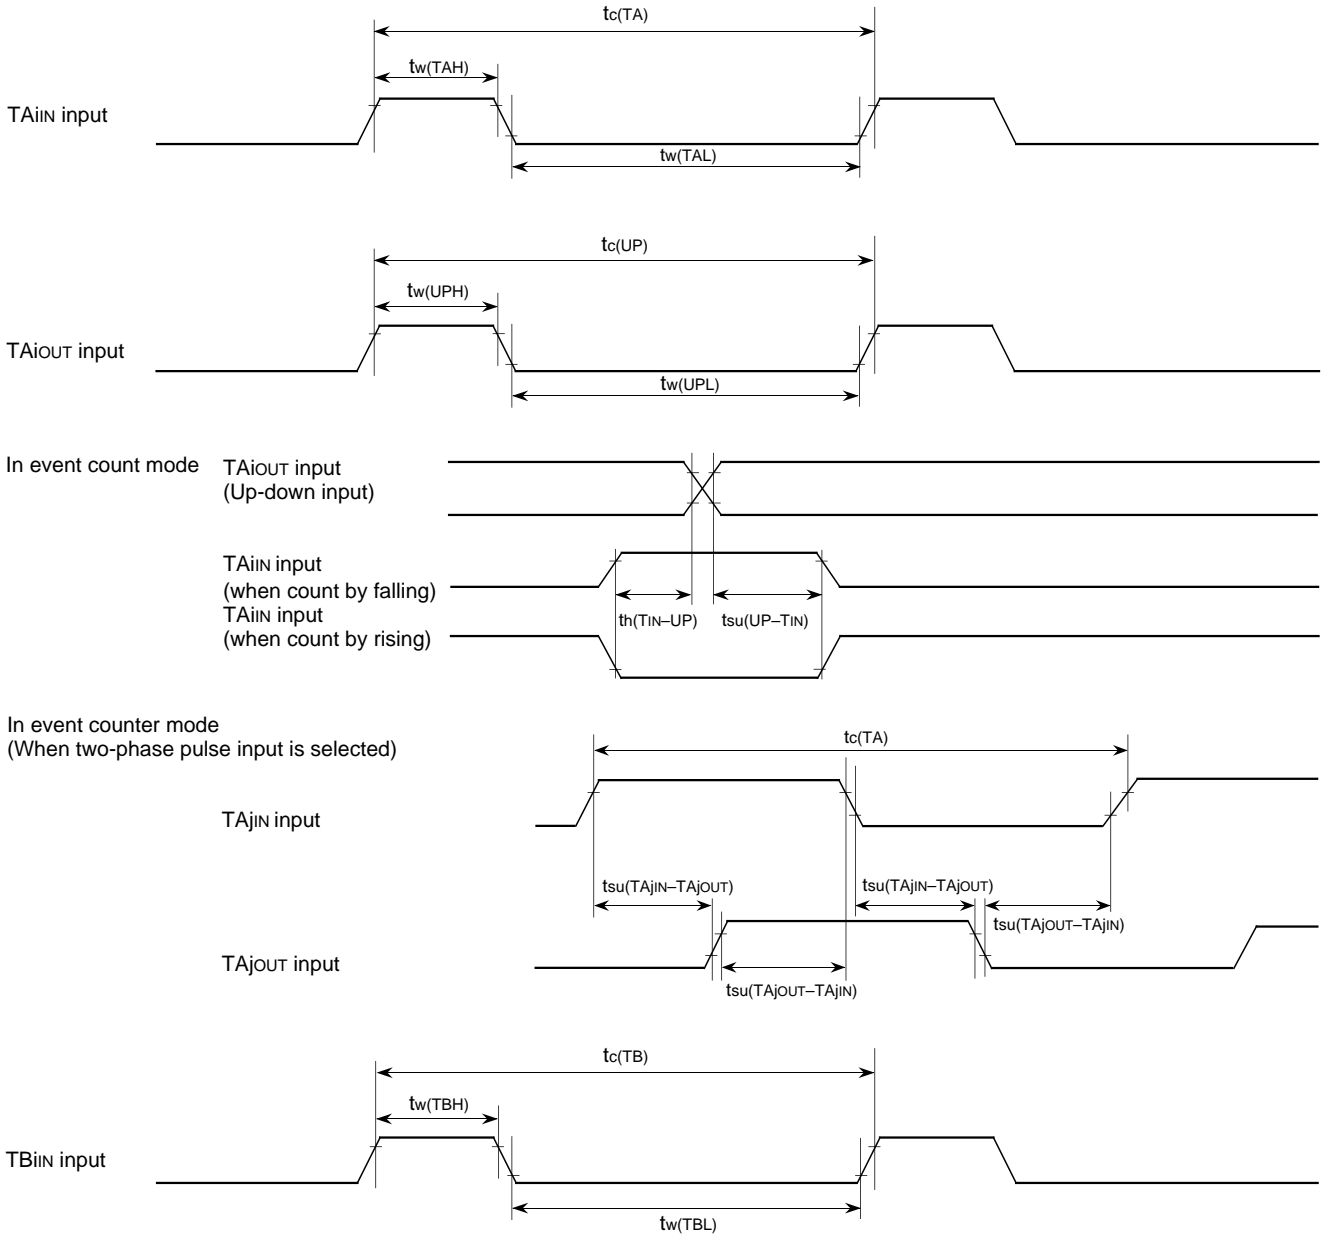 tc(TA)
tw(TAH)
TAiIN input
tw(TAL)
tc(UP)
tw(UPH)
TAiOUT input
tw(UPL)
In event count mode
TAiOUT input
(Up-down input)
TAiIN input
(when count by falling)
th(TIN–UP)
tsu(UP–TIN)
TAiIN input
(when count by rising)
In event counter mode
(When two-phase pulse input is selected)
tc(TA)
TAjIN input
tsu(TAjIN–TAjOUT)
tsu(TAjIN–TAjOUT)
tsu(TAjOUT–TAjIN)
TAjOUT input
tsu(TAjOUT–TAjIN)
tc(TB)
tw(TBH)
TBiIN input
tw(TBL)